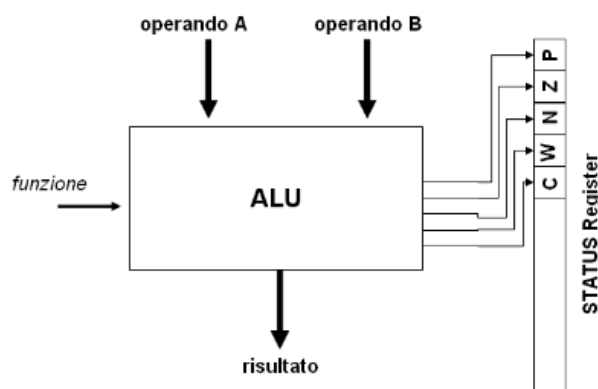 operando A
operando B
P
Z
N
W
C
funzione
ALU
STATUS Register
risultato